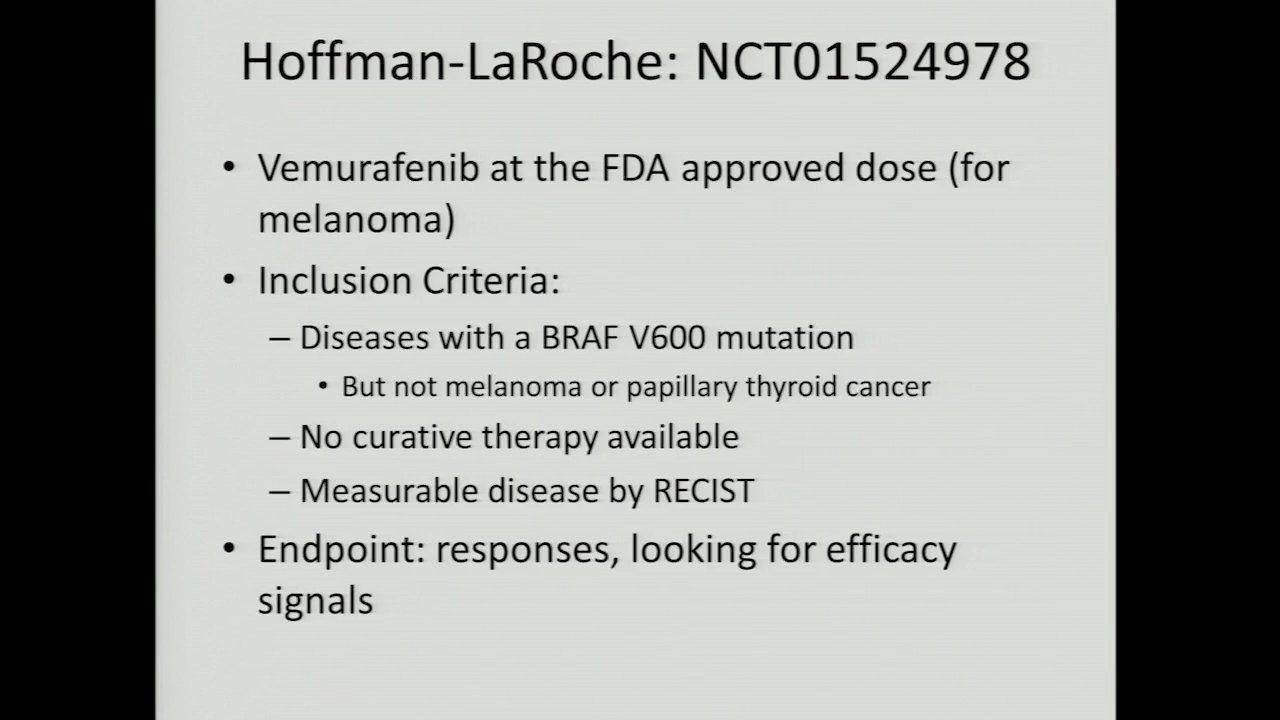 Hoffman-LaRoche: NCT01524978
• Vemurafenib at the FDA approved dose (for
melanoma)
• Inclusion Criteria:
– Diseases with a BRAF V600 mutation
• But not melanoma or papillary thyroid cancer
– No curative therapy available
– Measurable disease by RECIST
• Endpoint: responses, looking for efficacy
signals